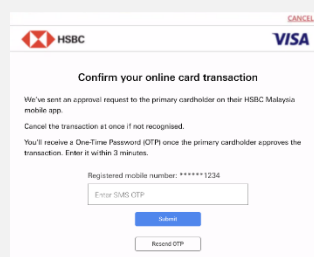 CANCEL
HSBC
VISA
Confirm your online card transaction
We've sent an approval request to the primary cardholder on their HSBC Malaysia
mobile app.
Cancel the transaction at once if not recognised.
You'll receive a One-Time Password (OTP) once the primary cardholder approves the
transaction. Enter it within 3 minutes.
Registered mobile number: ******1234
Enter SMS OTP
Submit
Resend OTP